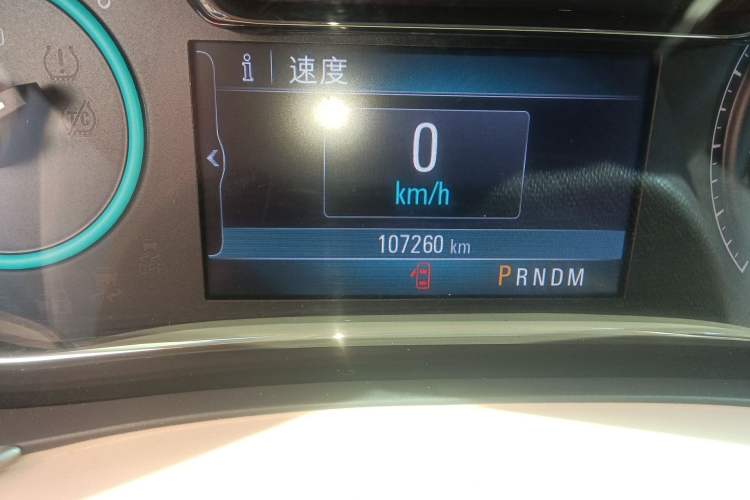 i 速度
0
km/h
107260 km
PRNDM
T/C